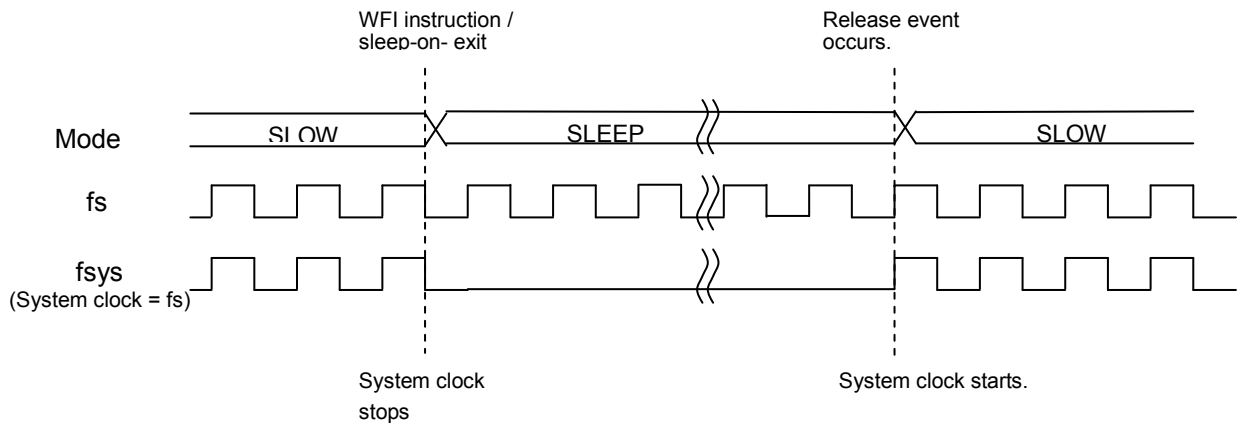 WFI instruction /
sleep-on- exit
Release event
occurs.
Mode
SLOW
SLEEP
SLOW
fs
fsys
(System clock = fs)
System clock
stops
System clock starts.